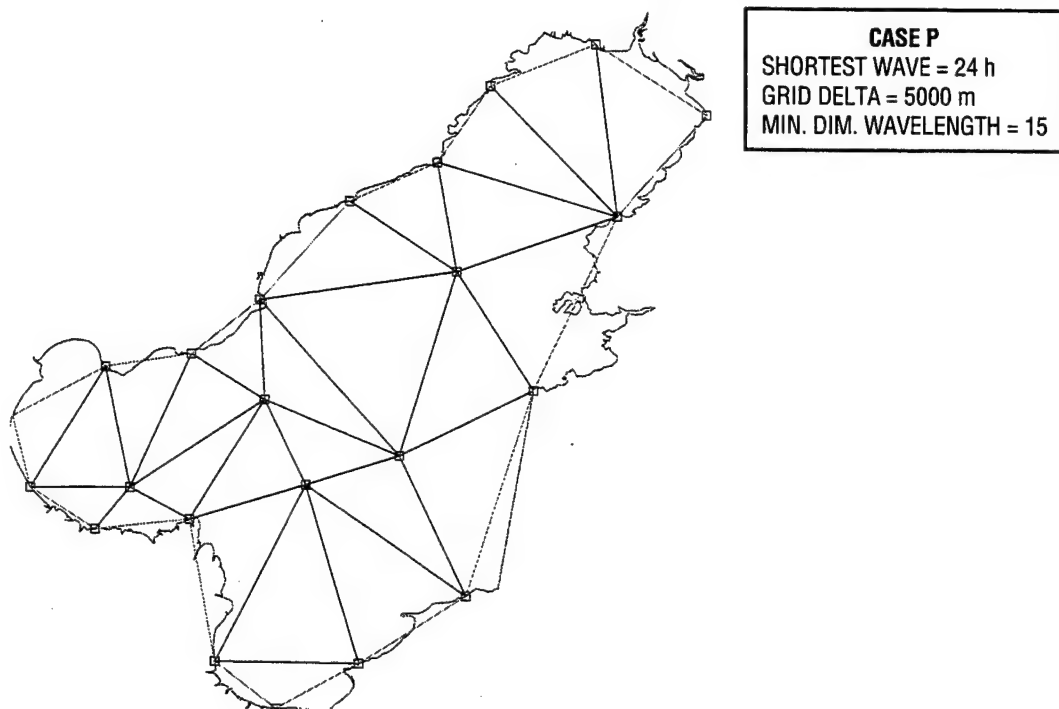 CASE P
SHORTEST WAVE = 24 h
GRID DELTA = 5000 m
MIN. DIM. WAVELENGTH = 15